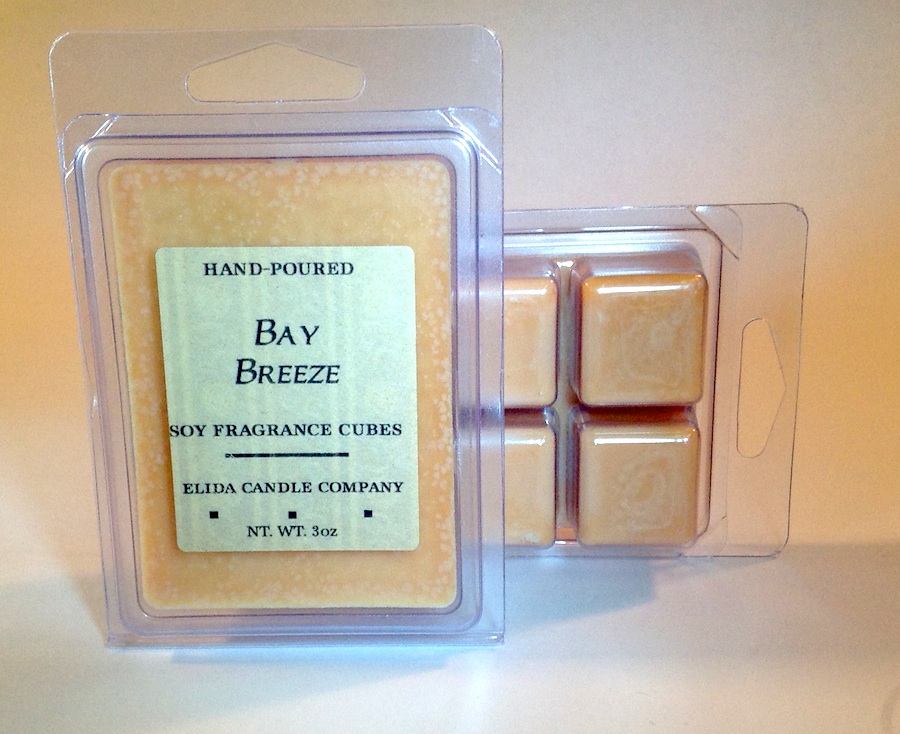 HAND-POURED
BAY
BREEZE
SOY FRAGRANCE CUBES
ELIDA CANDLE COMPANY
NT. WT. 3oz